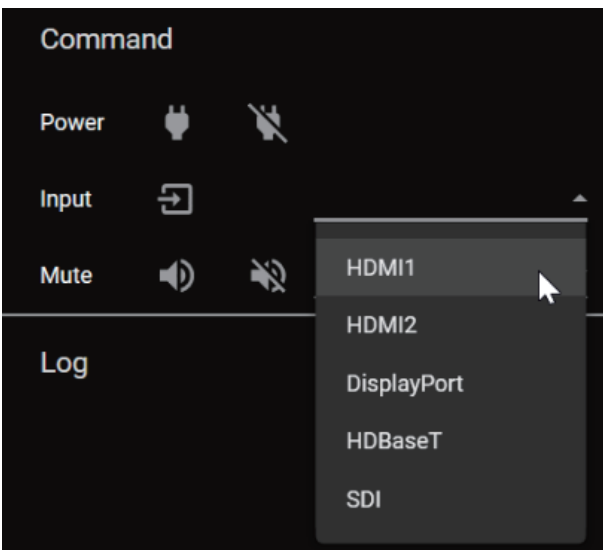 Command
Power
Input
Mute
HDMI1
HDMI2
Log
DisplayPort
HDBaseT
SDI